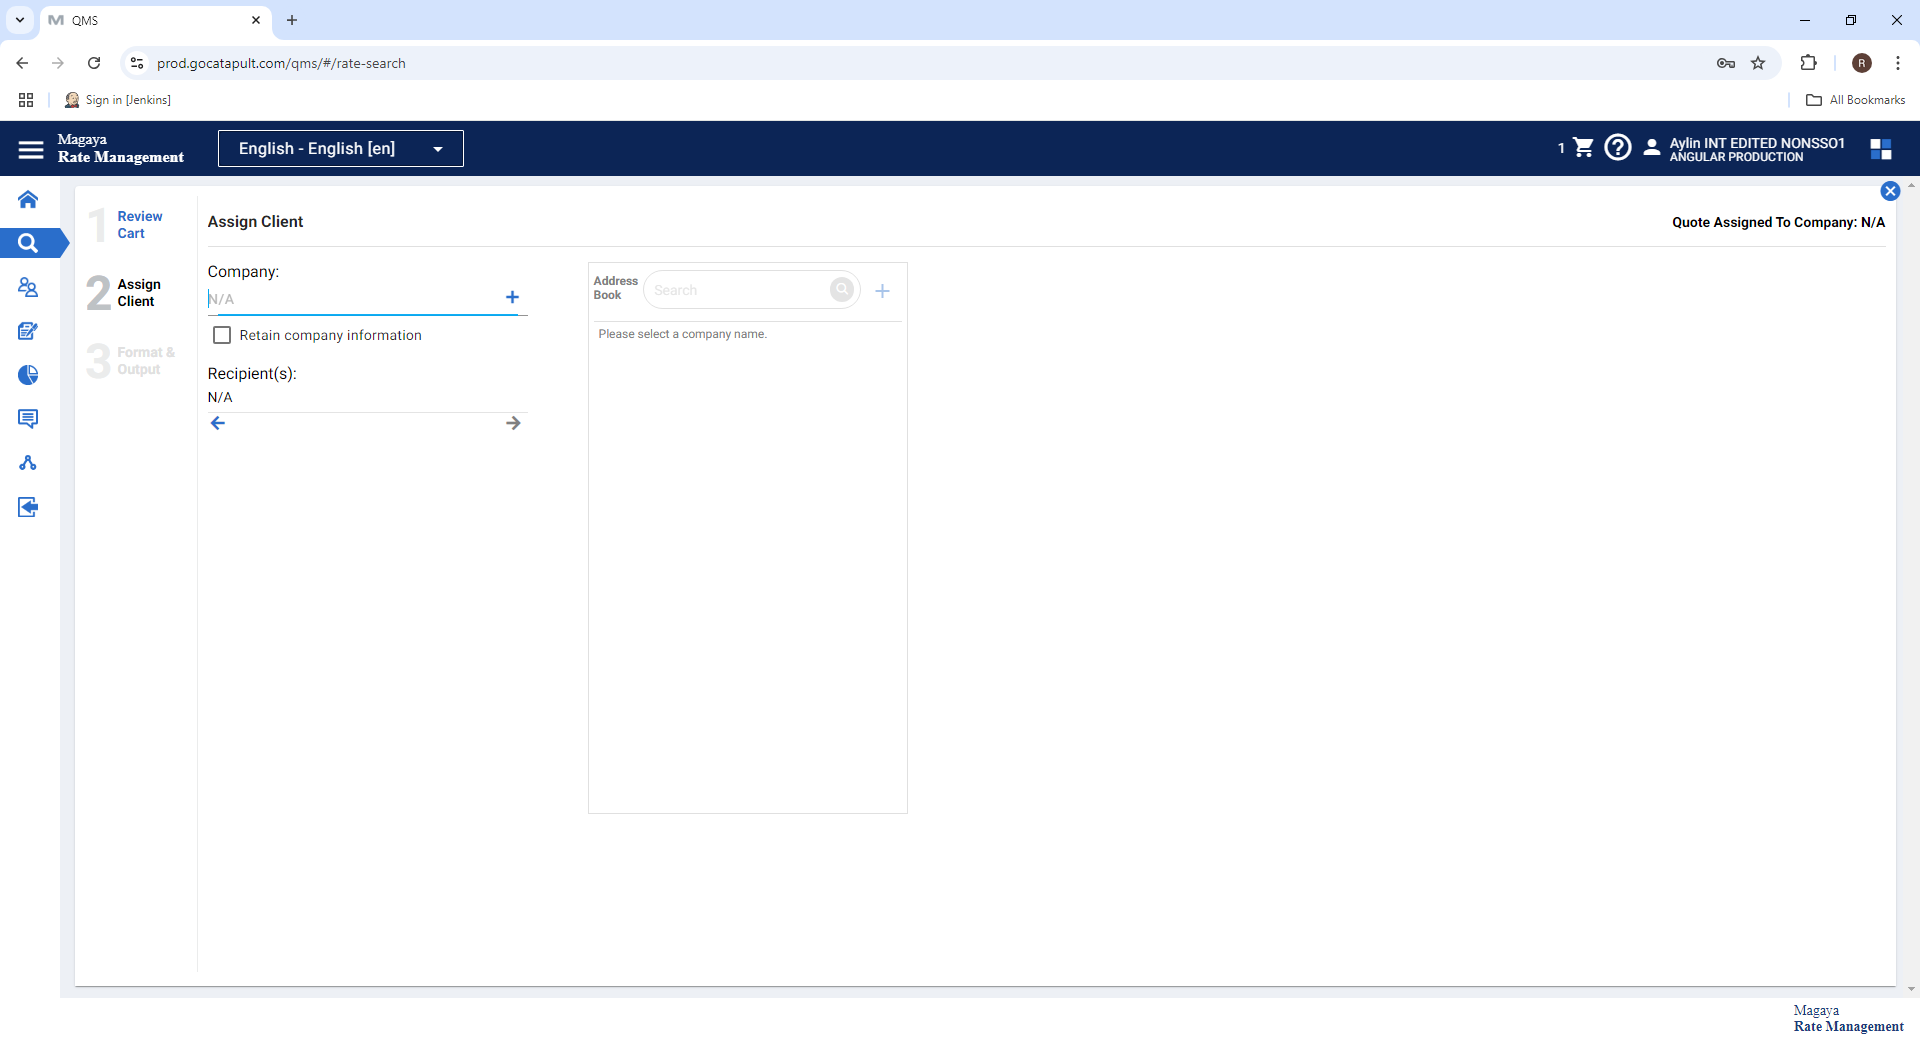 QMS
prod.gocatapult.com/qms/#/rate-search
R
Sign in [Jenkins]
All Bookmarks
Magaya
Rate Management
English - English [en]
1
Aylin INT EDITED NONSSO1
ANGULAR PRODUCTION
1 Review
Cart
2 Assign
Client
3 Format &
Output
Assign Client
Quote Assigned To Company: N/A
Company:
N/A
Retain company information
Recipient(s):
N/A
Address
Book
Search
Please select a company name.
Magaya
Rate Management